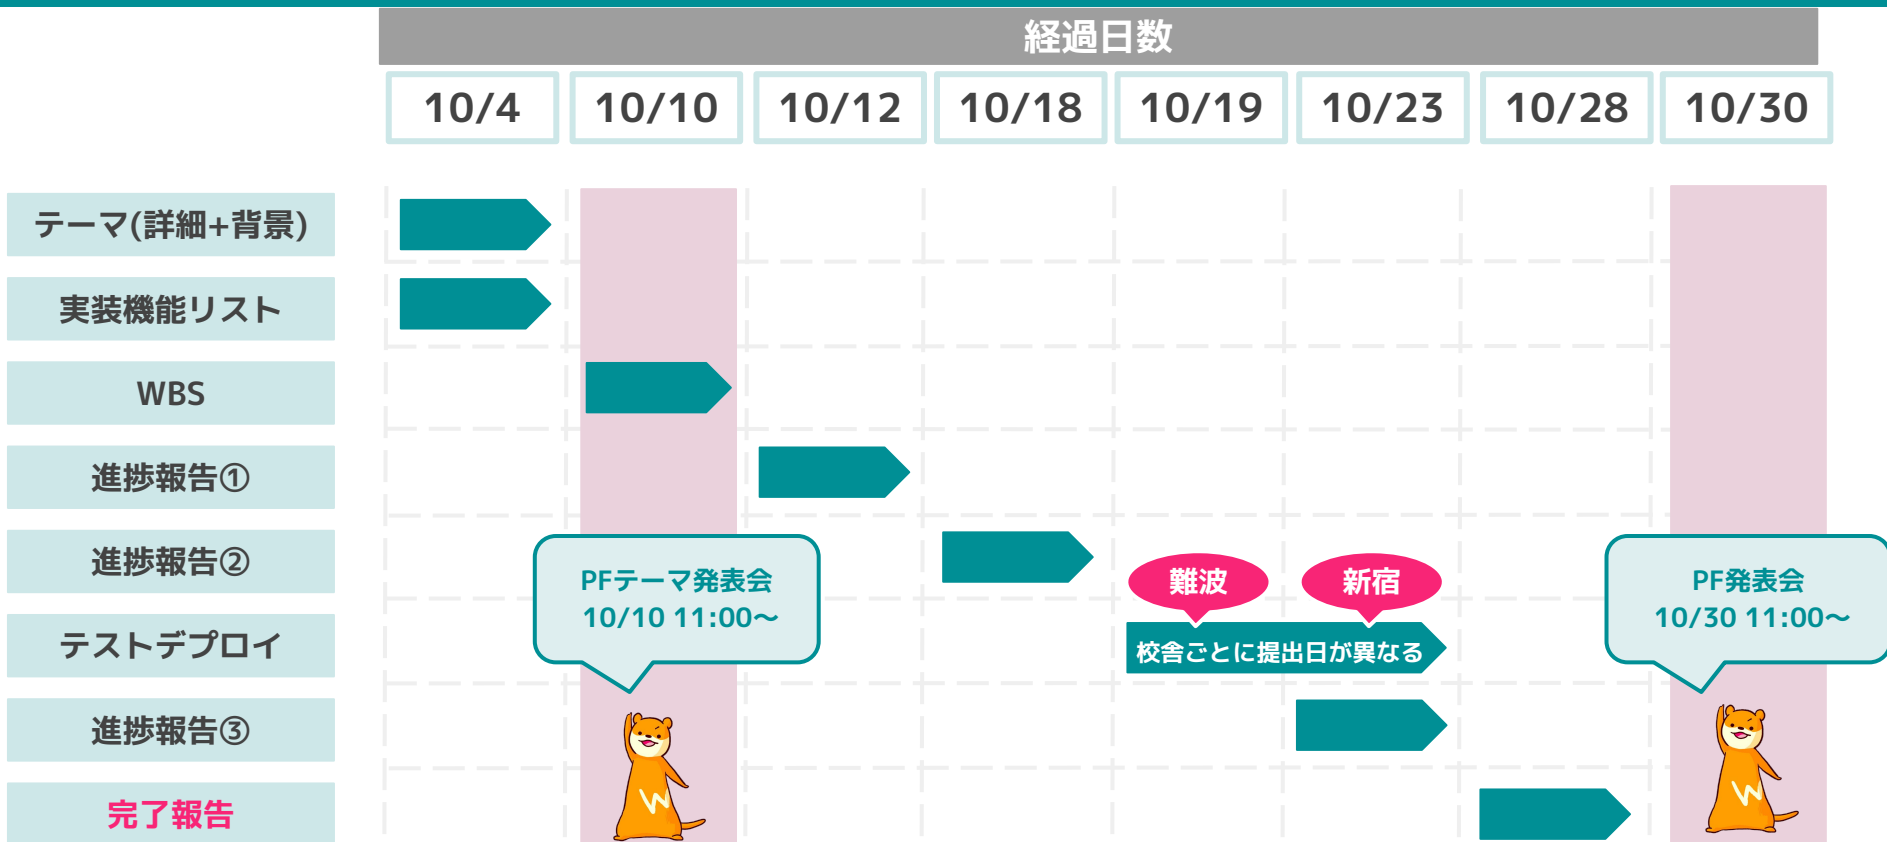 経過日数
10/4
10/10
10/12
10/18
10/19
10/23
10/28
10/30
テーマ(詳細+背景)
実装機能リスト
WBS
進捗報告①
進捗報告②
PFテーマ発表会
10/10 11:00〜
難波
新宿
PF発表会
10/30 11:00〜
テストデプロイ
校舎ごとに提出日が異なる
進捗報告③
完了報告
W
W